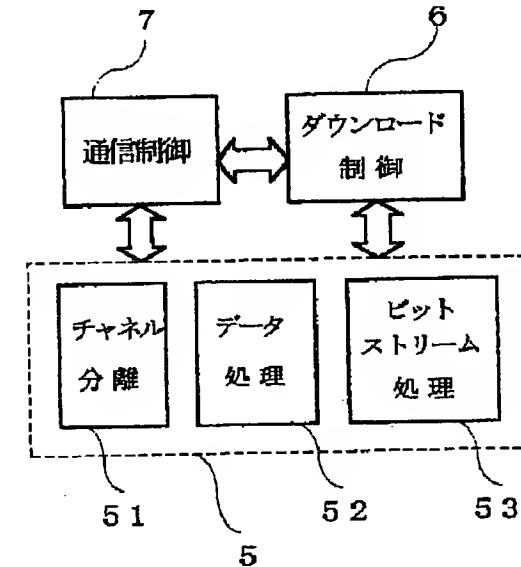 7
6
通信制御
ダウンロード
制御
チャネル
分離
データ
処理
ビット
ストリーム
処理
51
52
53
5